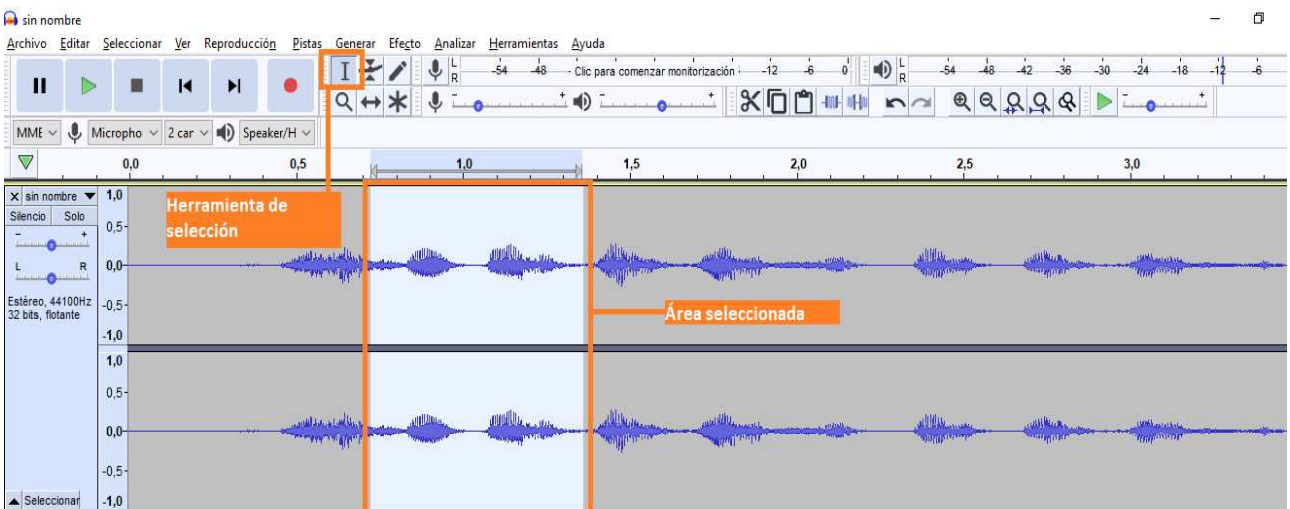 sin nombre
Archivo Editar Seleccionar Ver Reproducción Pistas Generar Efecto Analizar Herramientas Ayuda
L -54 -48 - Clic para comenzar monitorización -12 -6 0 L -54 -48 -42 -36 -30 -24 -18 -12 -6
R R
MME Micropho 2 car Speaker/H
0,0 0,5 1,0 1,5 2,0 2,5 3,0
X sin nombre 1,0
Silencio Solo
0,5
- +
L R 0,0
Estéreo, 44100Hz -0,5
32 bits, flotante
-1,0
Herramienta de
selección
Área seleccionada
1,0
0,5
0,0
-0,5
Seleccionar -1,0